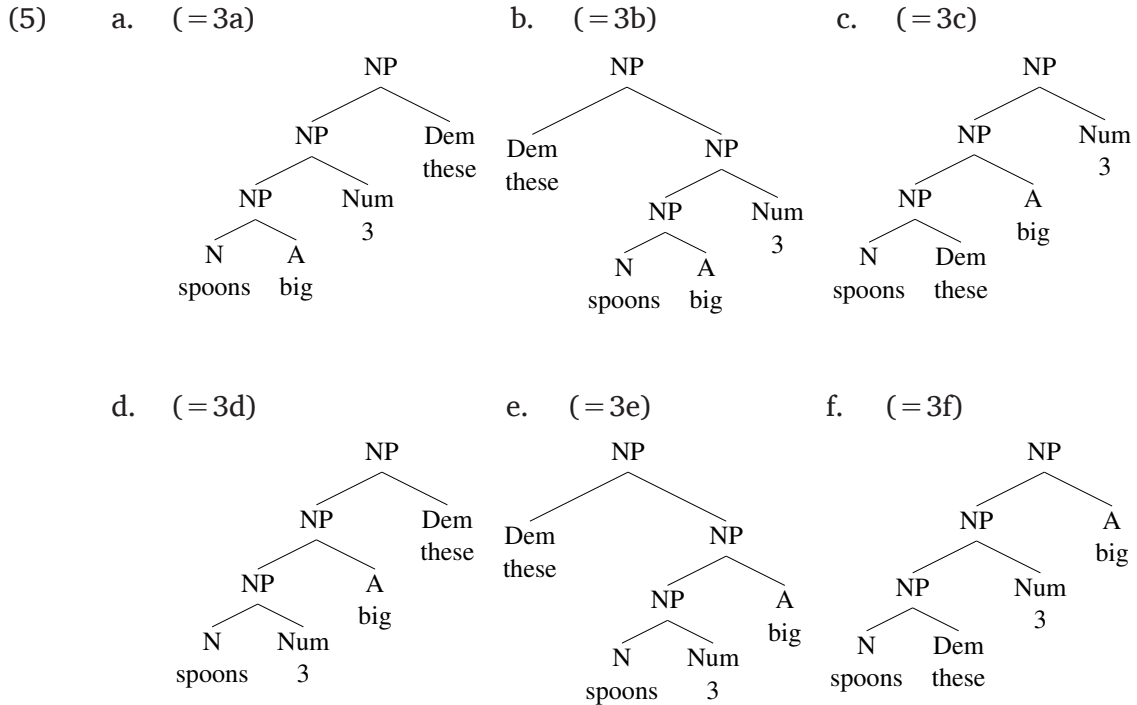 (5) a. (=3a) b. (=3b) c. (=3c)
NP NP NP
NP Dem Dem NP NP Num
these these 3
NP Num NP Num NP A
3 3 big
N A N A N Dem
spoons big spoons big spoons these
d. (=3d) e. (=3e) f. (=3f)
NP NP NP
NP Dem Dem NP NP A
these these big
NP A NP A NP Num
big big 3
N Num N Num N Dem
spoons 3 spoons 3 spoons these